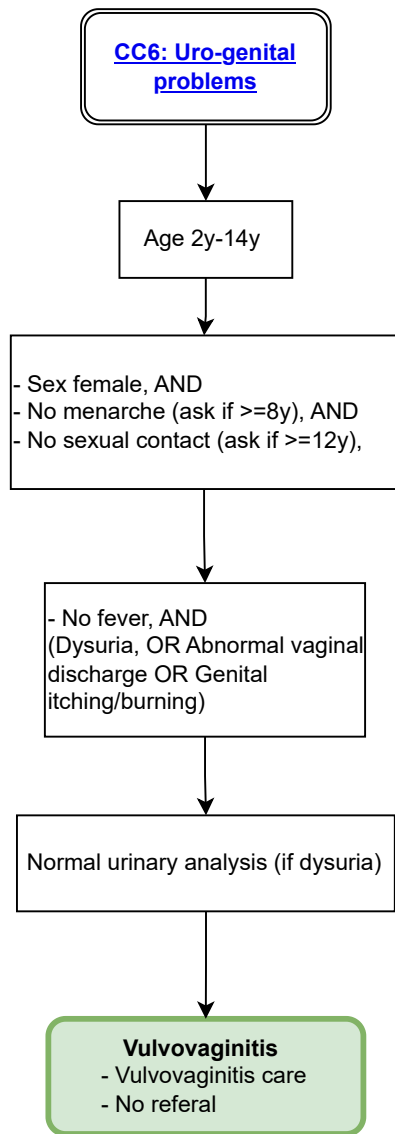 CC6: Uro-genital
problems
Age 2y-14y
- Sex female, AND
- No menarche (ask if >=8y), AND
- No sexual contact (ask if >=12y),
- No fever, AND
(Dysuria, OR Abnormal vaginal
discharge OR Genital
itching/burning)
Normal urinary analysis (if dysuria)
Vulvovaginitis
- Vulvovaginitis care
- No referal